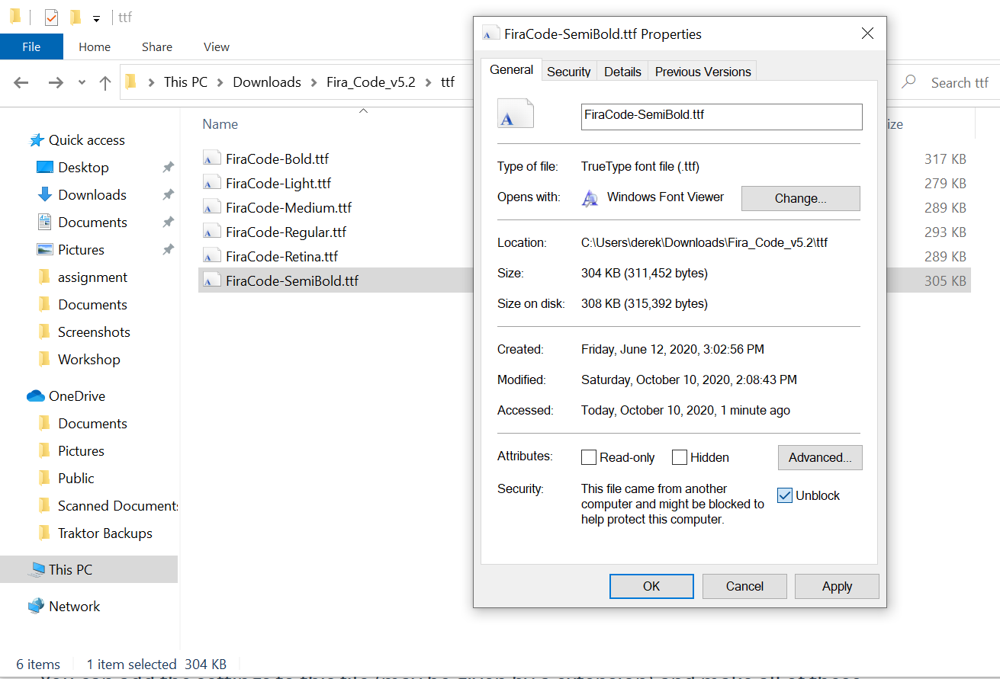 ttf
File Home Share View
This PC Downloads Fira_Code_v5.2 ttf
Search ttf
Quick access
Desktop
Downloads
Documents
Pictures
assignment
Documents
Screenshots
Workshop
OneDrive
Documents
Pictures
Public
Scanned Documents
Traktor Backups
This PC
Network
Name
ize
FiraCode-Bold.ttf 317 KB
FiraCode-Light.ttf 279 KB
FiraCode-Medium.ttf 289 KB
FiraCode-Regular.ttf 293 KB
FiraCode-Retina.ttf 289 KB
FiraCode-SemiBold.ttf 305 KB
FiraCode-SemiBold.ttf Properties
General Security Details Previous Versions
FiraCode-SemiBold.ttf
Type of file: TrueType font file (.ttf)
Opens with: Windows Font Viewer Change...
Location: C:\Users\derek\Downloads\Fira_Code_v5.2\ttf
Size: 304 KB (311,452 bytes)
Size on disk: 308 KB (315,392 bytes)
Created: Friday, June 12, 2020, 3:02:56 PM
Modified: Saturday, October 10, 2020, 2:08:43 PM
Accessed: Today, October 10, 2020, 1 minute ago
Attributes: Read-only Hidden Advanced...
Security: This file came from another
computer and might be blocked to
help protect this computer.
Unblock
OK Cancel Apply
6 items 1 item selected 304 KB